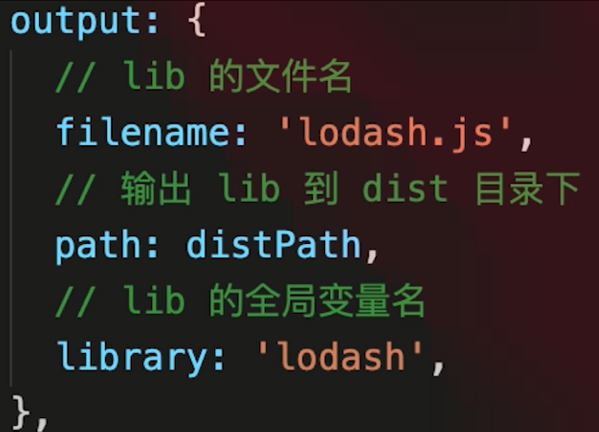 output: {
// lib 的文件名
filename: 'lodash.js',
// 输出 lib 到 dist 目录下
path: distPath,
// lib 的全局变量名
library: 'lodash',
},